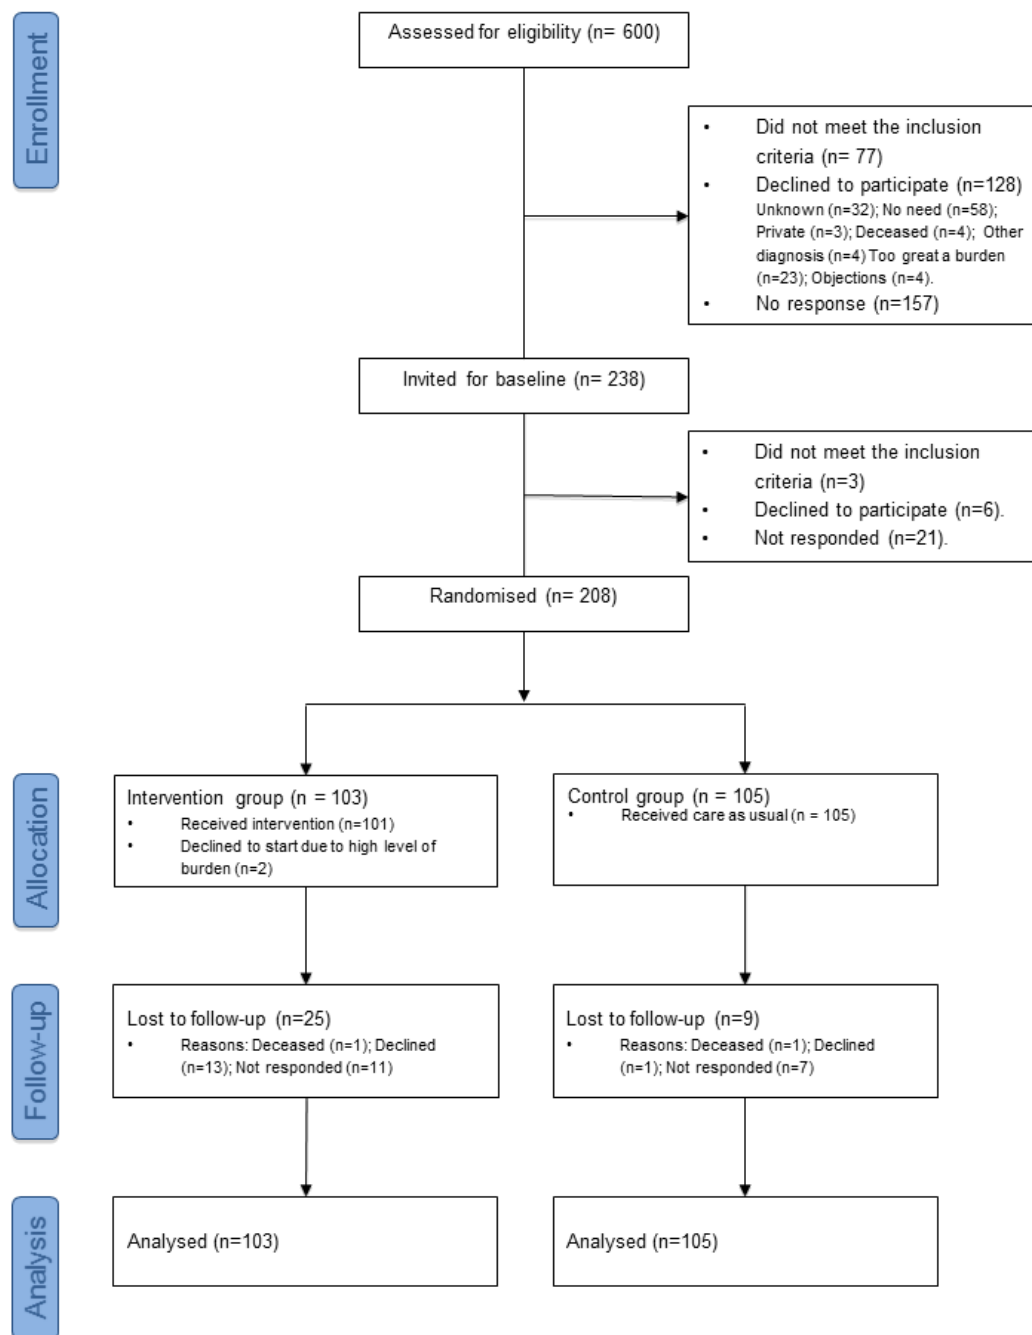 Enrollment
Assessed for eligibility (n= 600)
• Did not meet the inclusion
criteria (n= 77)
• Declined to participate (n=128)
Unknown (n=32); No need (n=58);
Private (n=3); Deceased (n=4); Other
diagnosis (n=4) Too great a burden
(n=23); Objections (n=4).
• No response (n=157)
Invited for baseline (n= 238)
• Did not meet the inclusion
criteria (n=3)
• Declined to participate (n=6).
• Not responded (n=21).
Randomised (n= 208)
Allocation
Intervention group (n = 103)
• Received intervention (n=101)
• Declined to start due to high level of
burden (n=2)
Control group (n = 105)
• Received care as usual (n = 105)
Follow-up
Lost to follow-up (n=25)
• Reasons: Deceased (n=1); Declined
(n=13); Not responded (n=11)
Lost to follow-up (n=9)
• Reasons: Deceased (n=1); Declined
(n=1); Not responded (n=7)
Analysis
Analysed (n=103)
Analysed (n=105)